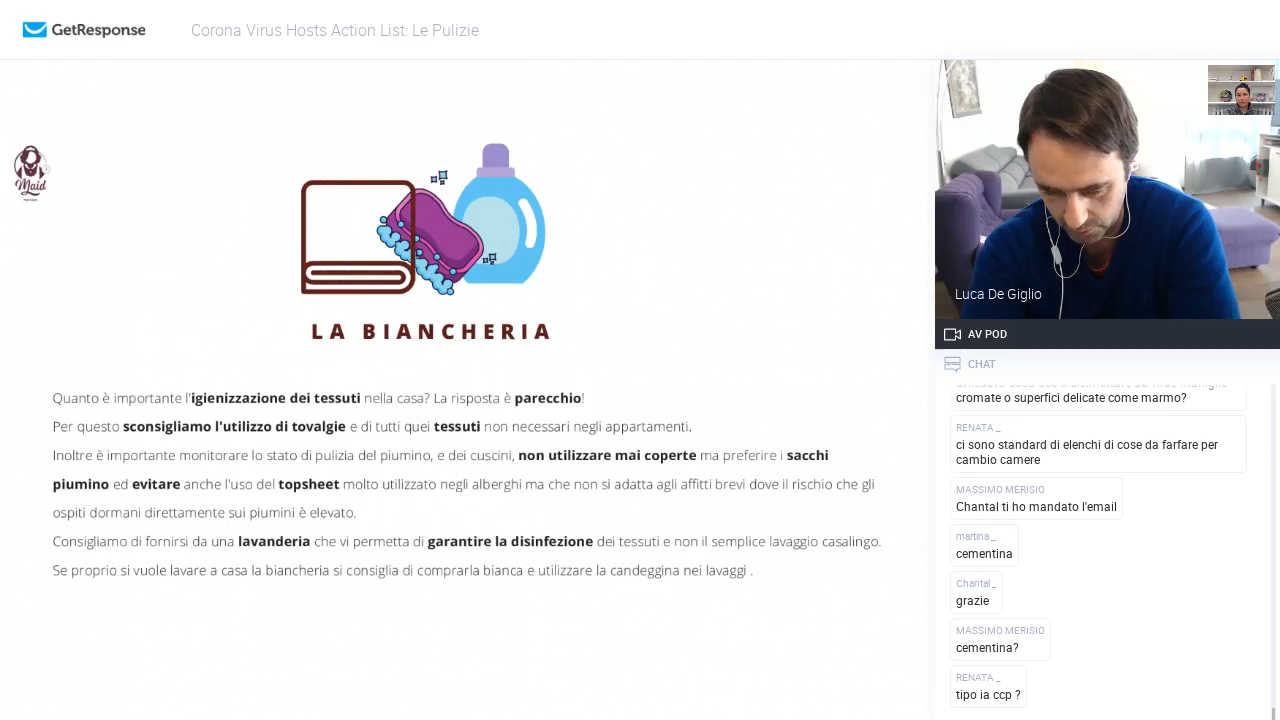 GetResponse
Corona Virus Hosts Action List: Le Pulizie
Maid
LA BIANCHERIA
Quanto è importante l'igienizzazione dei tessuti nella casa? La risposta è parecchio!
Per questo sconsigliamo l'utilizzo di tovalgie e di tutti quei tessuti non necessari negli appartamenti.
Inoltre è importante monitorare lo stato di pulizia del piumino, e dei cuscini, non utilizzare mai coperte ma preferire i sacchi
piumino ed evitare anche l'uso del topsheet molto utilizzato negli alberghi ma che non si adatta agli affitti brevi dove il rischio che gli
ospiti dormani direttamente sui piumini è elevato.
Consigliamo di fornirsi da una lavanderia che vi permetta di garantire la disinfezione dei tessuti e non il semplice lavaggio casalingo.
Se proprio si vuole lavare a casa la biancheria si consiglia di comprarla bianca e utilizzare la candeggina nei lavaggi .
Luca De Giglio
AV POD
CHAT
cromate o superfici delicate come marmo?
RENATA _
ci sono standard di elenchi di cose da farfare per
cambio camere
MASSIMO MERISIO
Chantal ti ho mandato l'email
martina _
cementina
Chantal _
grazie
MASSIMO MERISIO
cementina?
RENATA _
tipo ia ccp ?